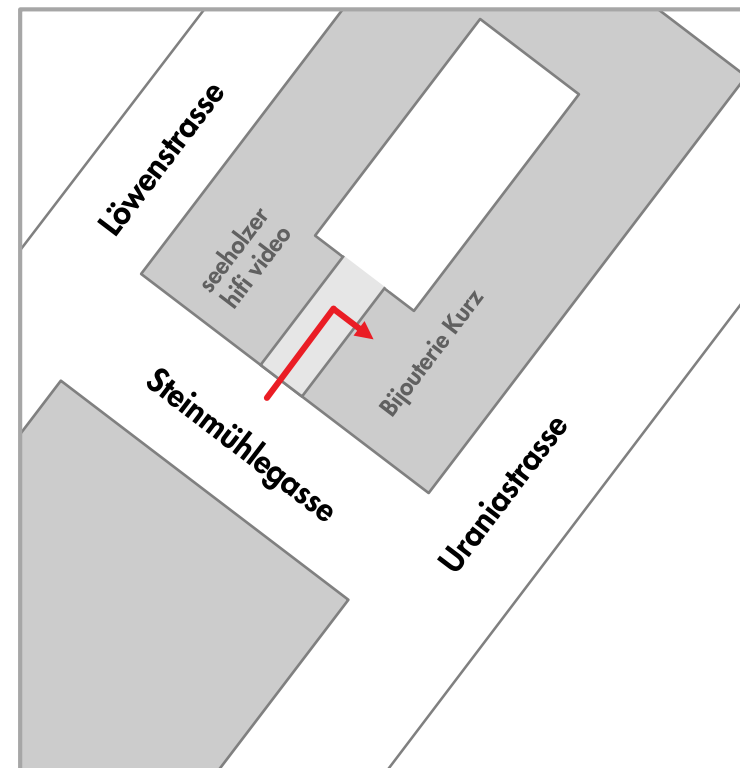 Löwenstrasse
seeholzer
hifi video
Bijouterie Kurz
Steinmühlegasse
Uraniastrasse